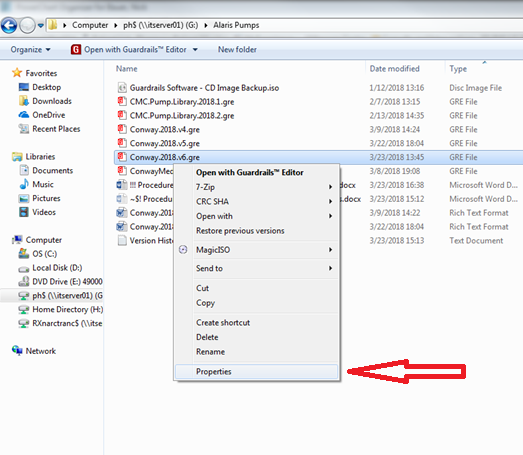 Computer ▸ ph$ (\\itserver01) (G:) ▸ Alaris Pumps
Organize
Open with Guardrails™ Editor
New folder
Favorites
Desktop
Downloads
OneDrive
Recent Places
Libraries
Documents
Music
Pictures
Videos
Computer
OS (C:)
Local Disk (D:)
DVD Drive (E:) 49000
ph$ (\\itserver01) (G
Home Directory (H:)
RXnarctranc$ (\\itse
Network
Name Date modified Type
Guardrails Software - CD Image Backup.iso 1/12/2018 13:16 Disc Image File
CMC.Pump.Library.2018.1.gre 2/7/2018 13:15 GRE File
CMC.Pump.Library.2018.2.gre 2/13/2018 14:35 GRE File
Conway.2018.v4.gre 3/9/2018 14:24 GRE File
Conway.2018.v5.gre 3/22/2018 18:04 GRE File
Conway.2018.v6.gre 3/23/2018 13:45 GRE File
ConwayMed 3/8/2018 19:08 GRE File
!!! Procedure .docx 3/23/2018 16:38 Microsoft Word D...
~$! Procedur s.docx 3/23/2018 15:12 Microsoft Word D...
Conway.2018 3/9/2018 14:22 Rich Text Format
Conway.2018 3/22/2018 18:04 Rich Text Format
Version Histo 3/23/2018 15:13 Text Document
Open with Guardrails™ Editor
7-Zip
CRC SHA
Open with
Restore previous versions
MagicISO
Send to
Cut
Copy
Create shortcut
Delete
Rename
Properties